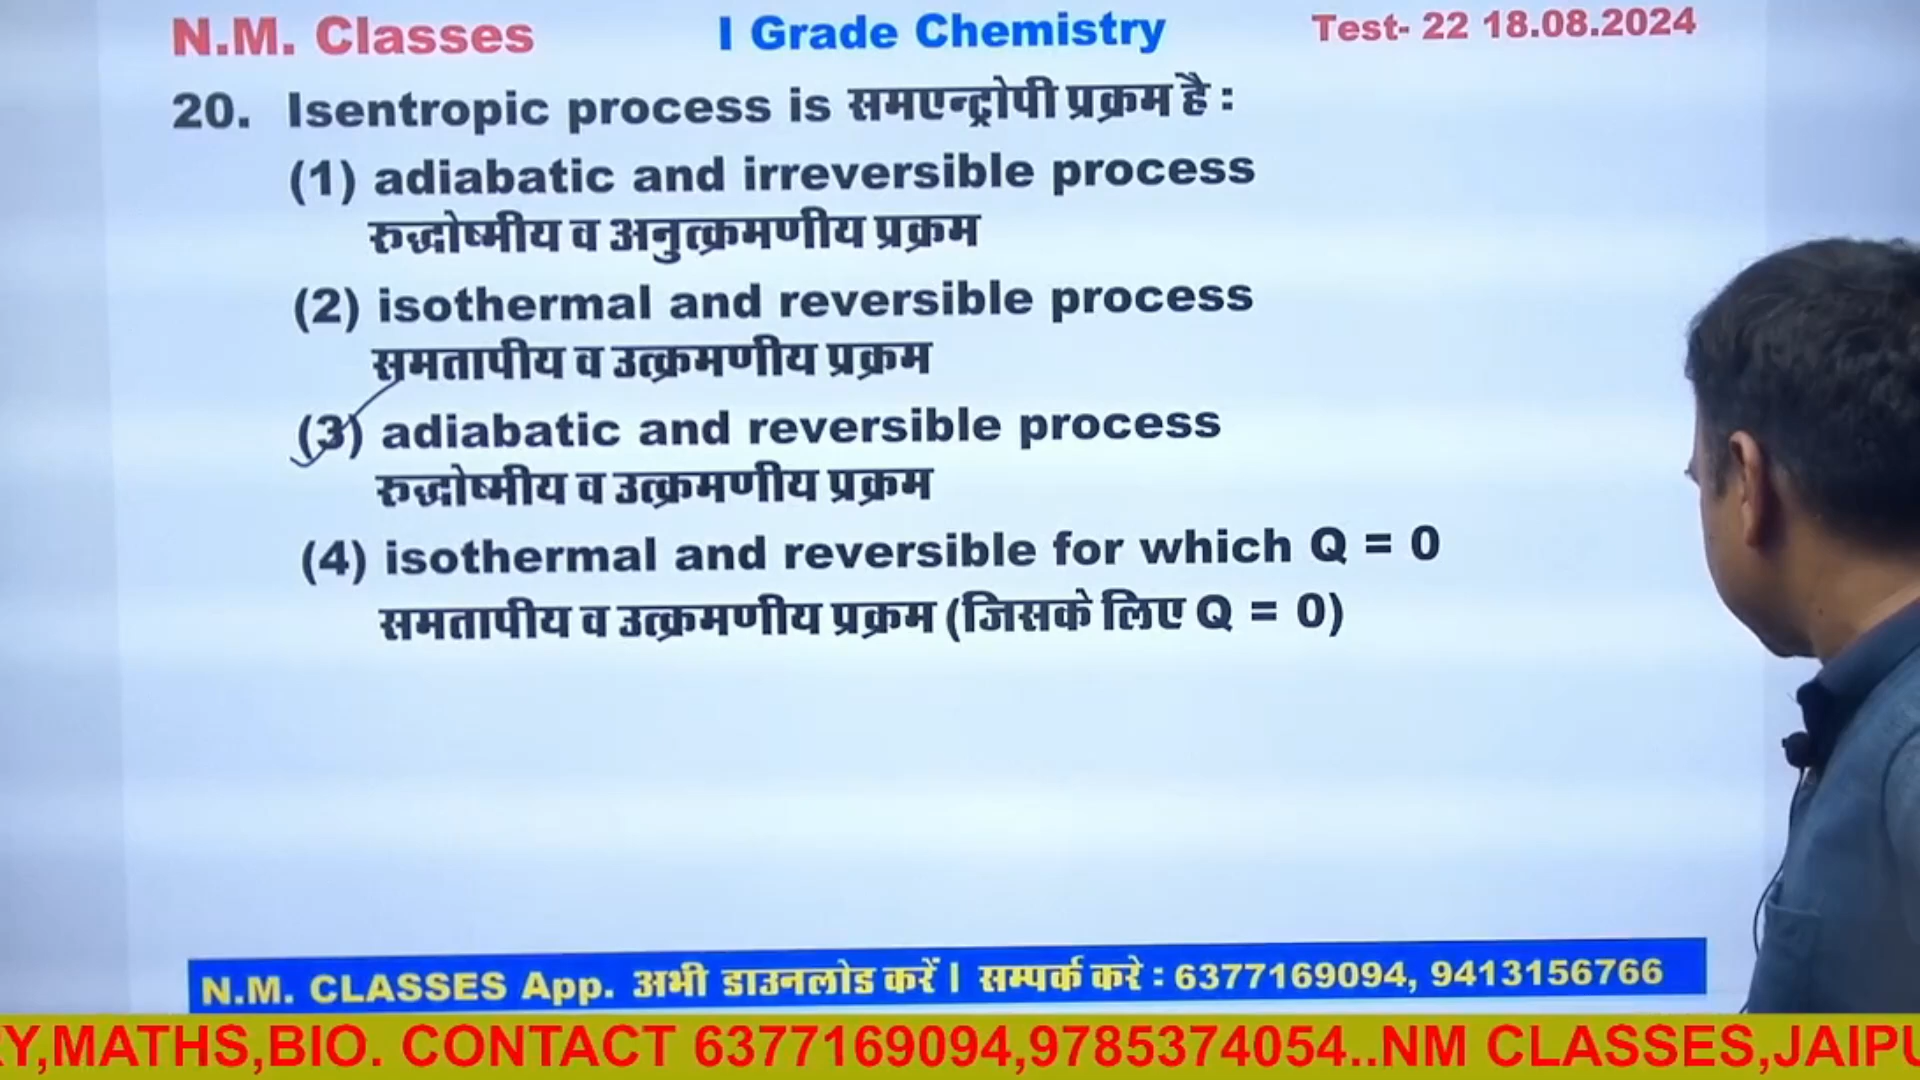 N.M. Classes I Grade Chemistry Test- 22 18.08.2024
20. Isentropic process is समएन्ट्रोपी प्रक्रम है :
(1) adiabatic and irreversible process
रुद्धोष्मीय व अनुत्क्रमणीय प्रक्रम
(2) isothermal and reversible process
समतापीय व उत्क्रमणीय प्रक्रम
(3) adiabatic and reversible process
रुद्धोष्मीय व उत्क्रमणीय प्रक्रम
(4) isothermal and reversible for which Q = 0
समतापीय व उत्क्रमणीय प्रक्रम (जिसके लिए Q = 0)
N.M. CLASSES App. अभी डाउनलोड करें । सम्पर्क करे : 6377169094, 9413156766
Y,MATHS,BIO. CONTACT 6377169094,9785374054..NM CLASSES,JAIPU